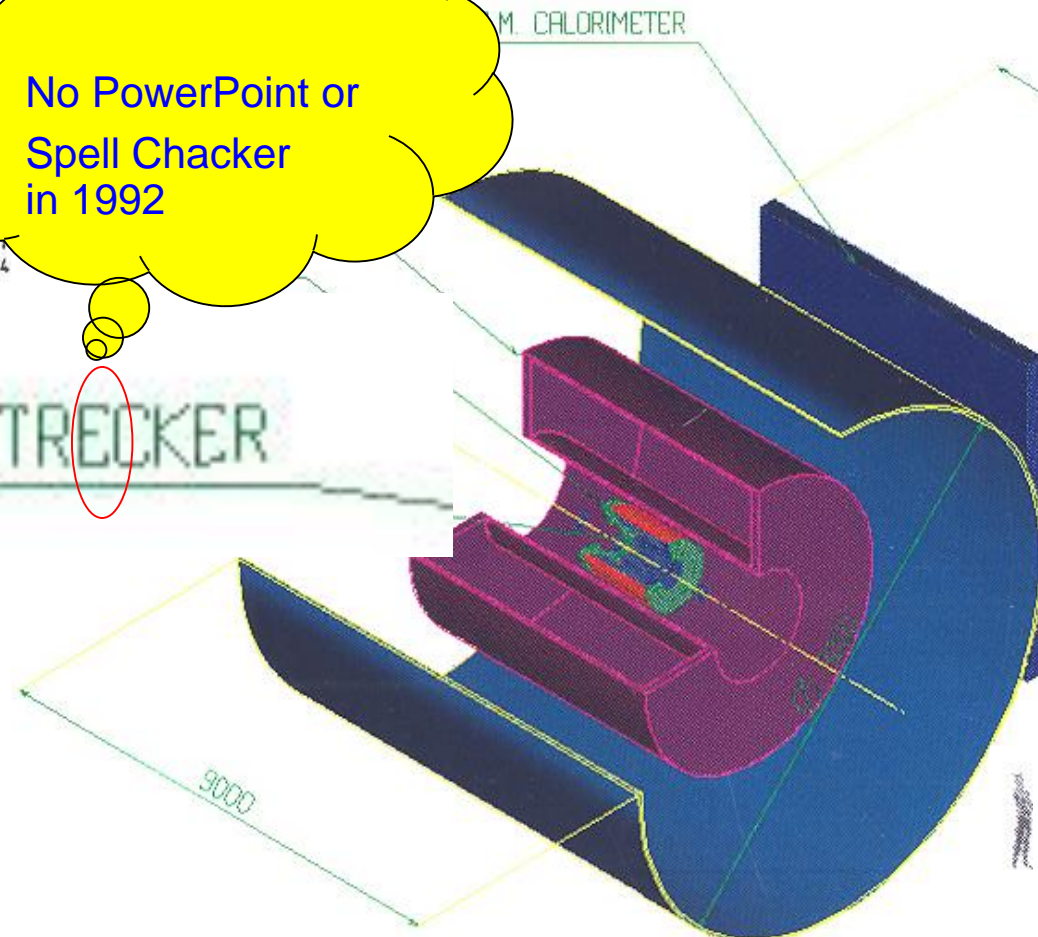 M. CALORIMETER
No PowerPoint or
Spell Chacker
in 1992
TRECKER
9000